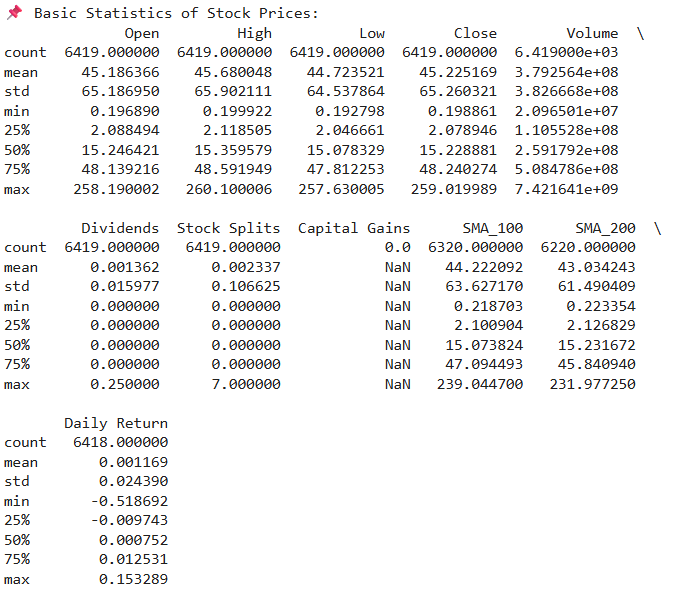 📌 Basic Statistics of Stock Prices:
Open High Low Close Volume \
count 6419.000000 6419.000000 6419.000000 6419.000000 6.419000e+03
mean 45.186366 45.680048 44.723521 45.225169 3.792564e+08
std 65.186950 65.902111 64.537864 65.260321 3.826668e+08
min 0.196890 0.199922 0.192798 0.198861 2.096501e+07
25% 2.088494 2.118505 2.046661 2.078946 1.105528e+08
50% 15.246421 15.359579 15.078329 15.228881 2.591792e+08
75% 48.139216 48.591949 47.812253 48.240274 5.084786e+08
max 258.190002 260.100006 257.630005 259.019989 7.421641e+09
Dividends Stock Splits Capital Gains SMA_100 SMA_200 \
count 6419.000000 6419.000000 0.0 6320.000000 6220.000000
mean 0.001362 0.002337 NaN 44.222092 43.034243
std 0.015977 0.106625 NaN 63.627170 61.490409
min 0.000000 0.000000 NaN 0.218703 0.223354
25% 0.000000 0.000000 NaN 2.100904 2.126829
50% 0.000000 0.000000 NaN 15.073824 15.231672
75% 0.000000 0.000000 NaN 47.094493 45.840940
max 0.250000 7.000000 NaN 239.044700 231.977250
Daily Return
count 6418.000000
mean 0.001169
std 0.024390
min -0.518692
25% -0.009743
50% 0.000752
75% 0.012531
max 0.153289